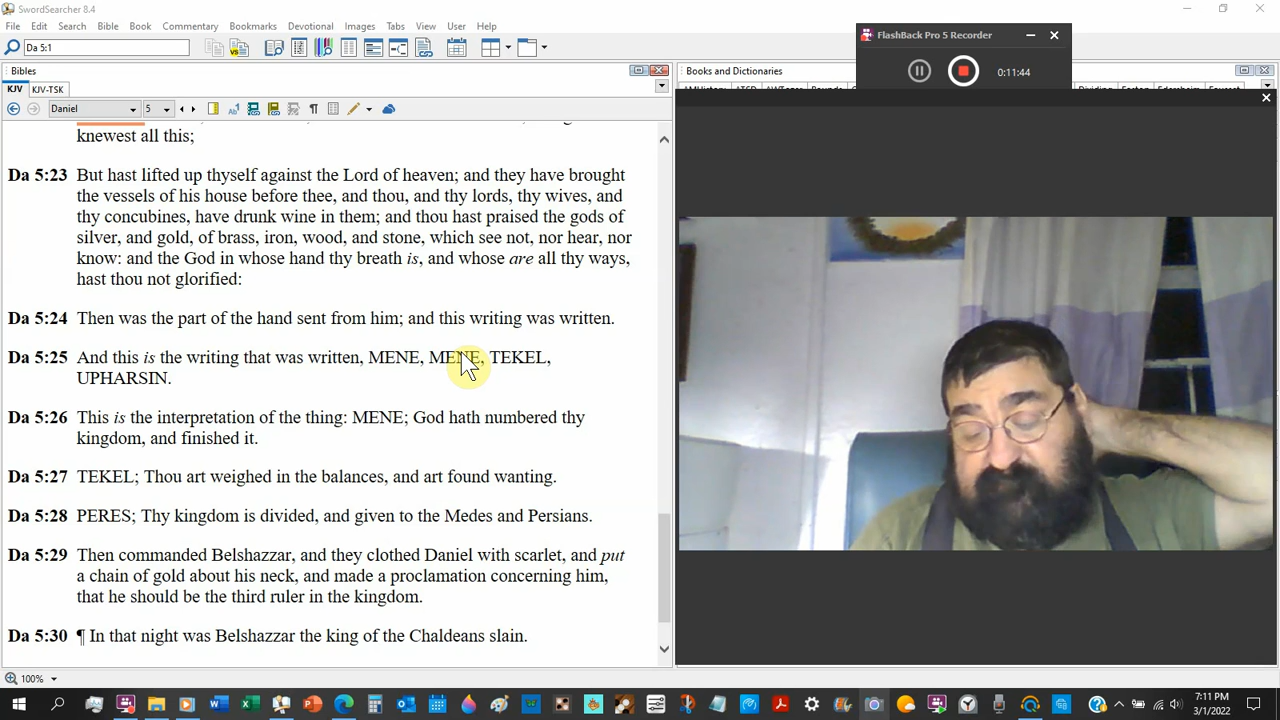 SwordSearcher 8.4
File Edit Search Bible Book Commentary Bookmarks Devotional Images Tabs View User Help
Da 5:1
FlashBack Pro 5 Recorder
0:11:44
Bibles
Books and Dictionaries
KJV KJV-TSK
Daniel 5
knewest all this;
Da 5:23 But hast lifted up thyself against the Lord of heaven; and they have brought
the vessels of his house before thee, and thou, and thy lords, thy wives, and
thy concubines, have drunk wine in them; and thou hast praised the gods of
silver, and gold, of brass, iron, wood, and stone, which see not, nor hear, nor
know: and the God in whose hand thy breath is, and whose are all thy ways,
hast thou not glorified:
Da 5:24 Then was the part of the hand sent from him; and this writing was written.
Da 5:25 And this is the writing that was written, MENE, MENE, TEKEL,
UPHARSIN.
Da 5:26 This is the interpretation of the thing: MENE; God hath numbered thy
kingdom, and finished it.
Da 5:27 TEKEL; Thou art weighed in the balances, and art found wanting.
Da 5:28 PERES; Thy kingdom is divided, and given to the Medes and Persians.
Da 5:29 Then commanded Belshazzar, and they clothed Daniel with scarlet, and put
a chain of gold about his neck, and made a proclamation concerning him,
that he should be the third ruler in the kingdom.
Da 5:30 ¶ In that night was Belshazzar the king of the Chaldeans slain.
100%
7:11 PM
3/1/2022